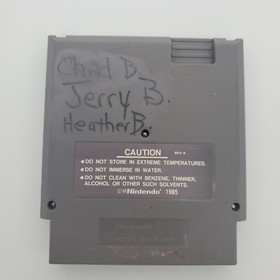 Chad B.
Jerry B.
Heather B.
CAUTION
REV-A
•DO NOT STORE IN EXTREME TEMPERATURES.
•DO NOT IMMERSE IN WATER.
•DO NOT CLEAN WITH BENZENE, THINNER,
ALCOHOL OR OTHER SUCH SOLVENTS.
©Nintendo® 1985